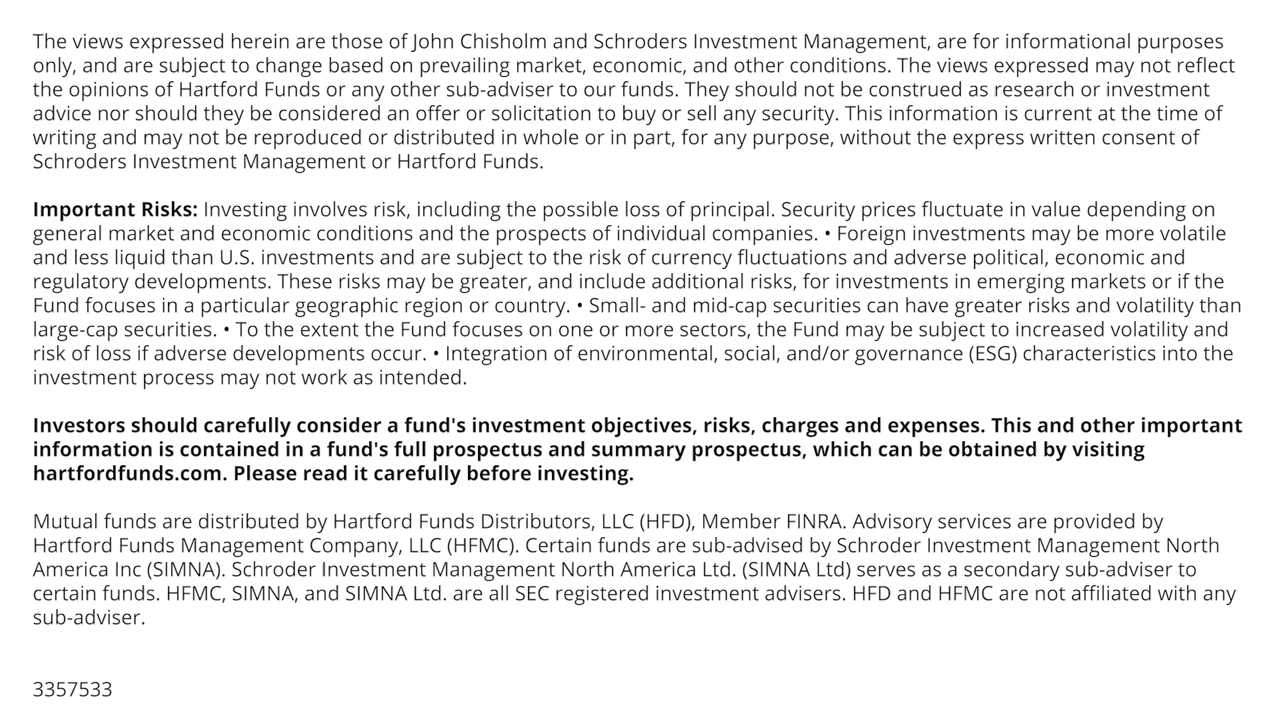 The views expressed herein are those of John Chisholm and Schroders Investment Management, are for informational purposes
only, and are subject to change based on prevailing market, economic, and other conditions. The views expressed may not reflect
the opinions of Hartford Funds or any other sub-adviser to our funds. They should not be construed as research or investment
advice nor should they be considered an offer or solicitation to buy or sell any security. This information is current at the time of
writing and may not be reproduced or distributed in whole or in part, for any purpose, without the express written consent of
Schroders Investment Management or Hartford Funds.
Important Risks: Investing involves risk, including the possible loss of principal. Security prices fluctuate in value depending on
general market and economic conditions and the prospects of individual companies. • Foreign investments may be more volatile
and less liquid than U.S. investments and are subject to the risk of currency fluctuations and adverse political, economic and
regulatory developments. These risks may be greater, and include additional risks, for investments in emerging markets or if the
Fund focuses in a particular geographic region or country. • Small- and mid-cap securities can have greater risks and volatility than
large-cap securities. • To the extent the Fund focuses on one or more sectors, the Fund may be subject to increased volatility and
risk of loss if adverse developments occur. • Integration of environmental, social, and/or governance (ESG) characteristics into the
investment process may not work as intended.
Investors should carefully consider a fund's investment objectives, risks, charges and expenses. This and other important
information is contained in a fund's full prospectus and summary prospectus, which can be obtained by visiting
hartfordfunds.com. Please read it carefully before investing.
Mutual funds are distributed by Hartford Funds Distributors, LLC (HFD), Member FINRA. Advisory services are provided by
Hartford Funds Management Company, LLC (HFMC). Certain funds are sub-advised by Schroder Investment Management North
America Inc (SIMNA). Schroder Investment Management North America Ltd. (SIMNA Ltd) serves as a secondary sub-adviser to
certain funds. HFMC, SIMNA, and SIMNA Ltd. are all SEC registered investment advisers. HFD and HFMC are not affiliated with any
sub-adviser.
3357533